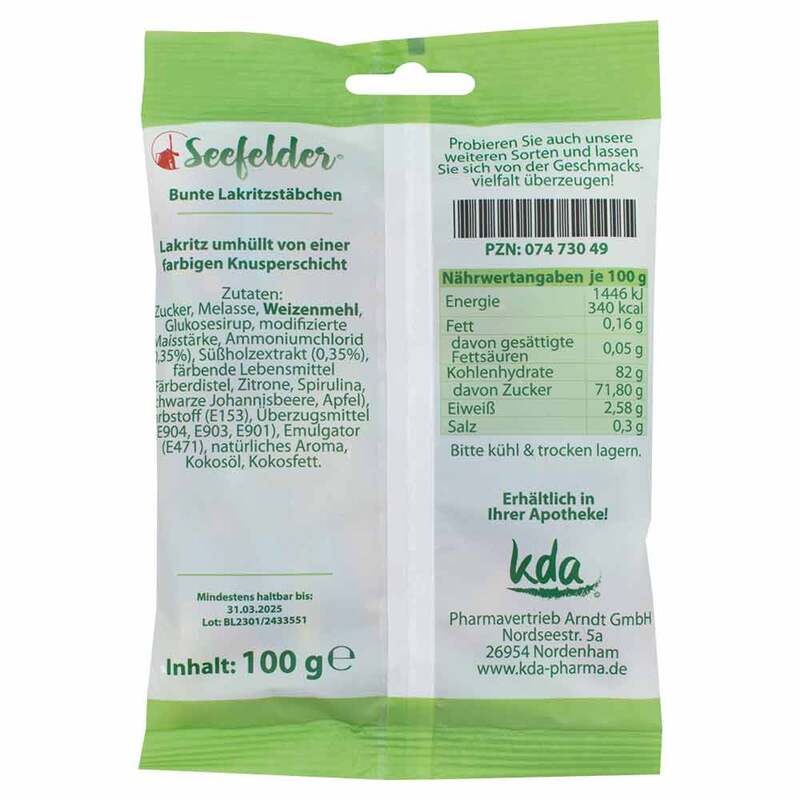 Seefelder
Bunte Lakritzstäbchen
Lakritz umhüllt von einer
farbigen Knusperschicht
Zutaten:
Zucker, Melasse, Weizenmehl,
Glukosesirup, modifizierte
Maisstärke, Ammoniumchlorid
0,35%), Süßholzextrakt (0,35%),
färbende Lebensmittel
Färberdistel, Zitrone, Spirulina,
chwarze Johannisbeere, Apfel),
arbstoff (E153), Überzugsmittel
E904, E903, E901), Emulgator
(E471), natürliches Aroma,
Kokosöl, Kokosfett.
Mindestens haltbar bis:
31.03.2025
Lot: BL2301/2433551
Inhalt: 100 g ℮
Probieren Sie auch unsere
weiteren Sorten und lassen
Sie sich von der Geschmacks-
vielfalt überzeugen!
PZN: 074 730 49
Nährwertangaben je 100 g
Energie 1446 kJ
340 kcal
Fett 0,16 g
davon gesättigte
Fettsäuren 0,05 g
Kohlenhydrate 82 g
davon Zucker 71,80 g
Eiweiß 2,58 g
Salz 0,3 g
Bitte kühl & trocken lagern.
Erhältlich in
Ihrer Apotheke!
kda
Pharmavertrieb Arndt GmbH
Nordseestr. 5a
26954 Nordenham
www.kda-pharma.de